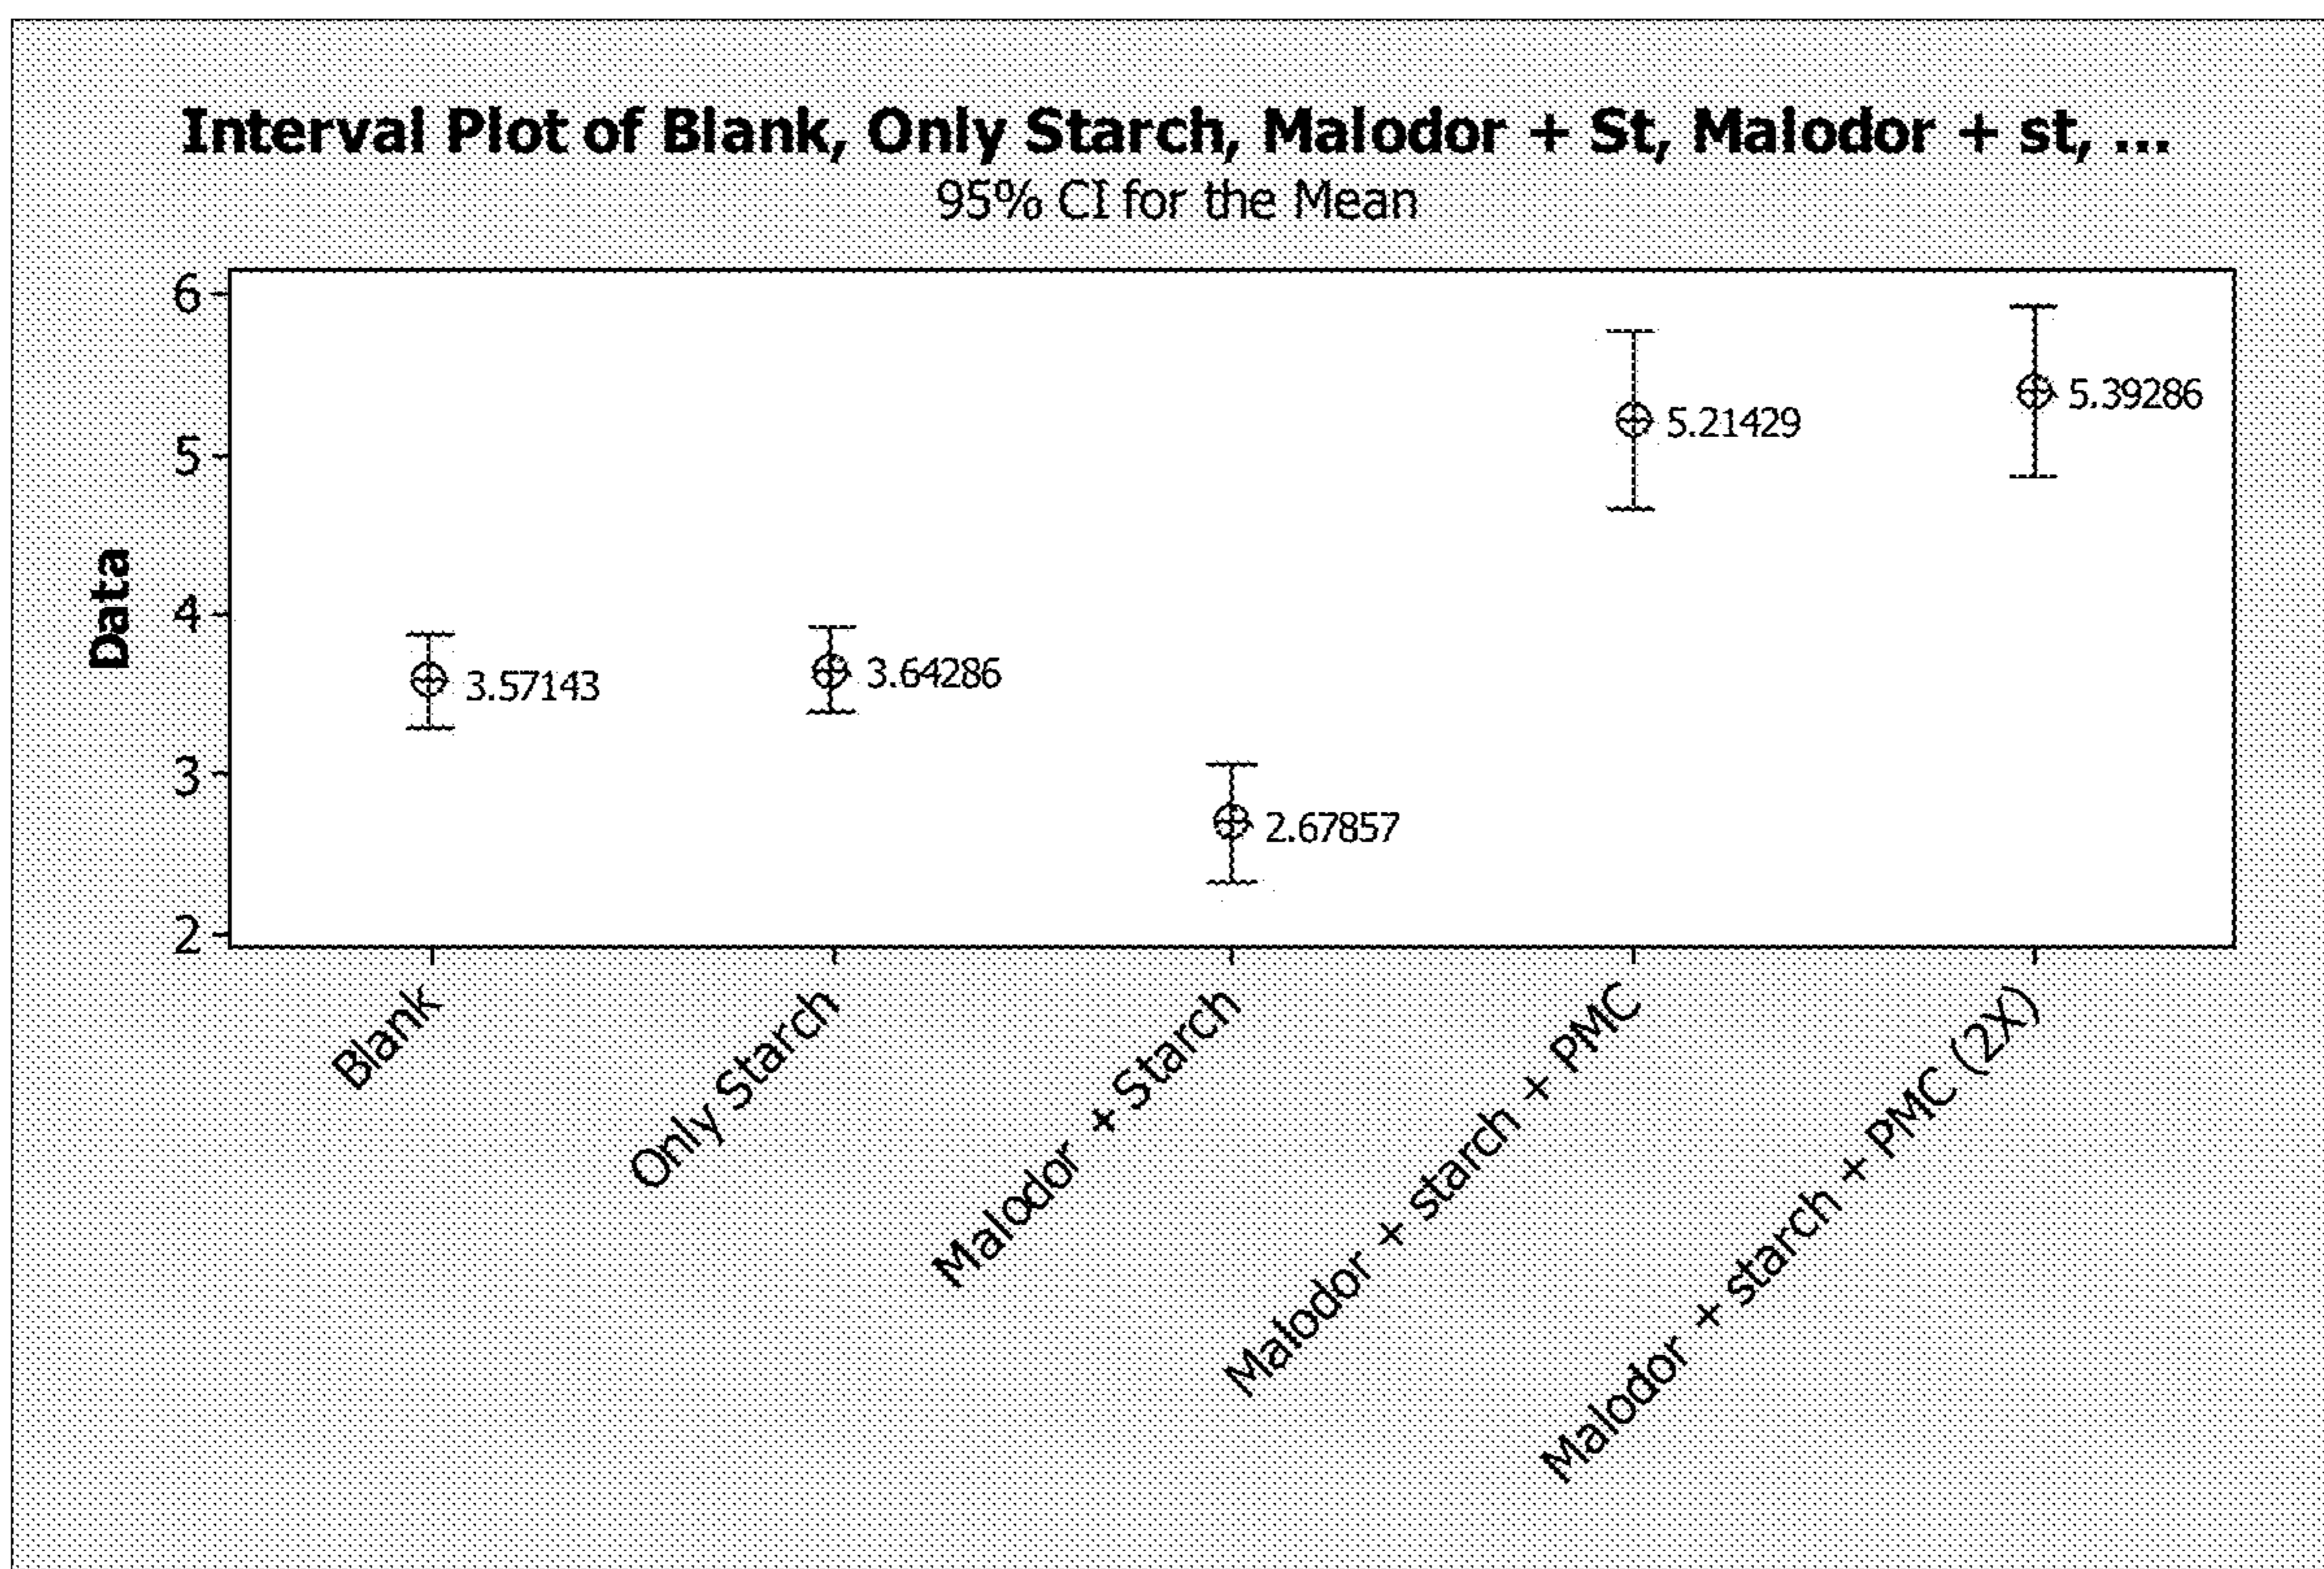 Interval Plot of Blank, Only Starch, Malodor + St, Malodor + st, ...
95% CI for the Mean
Data
6
5
4
3
2
3.57143
3.64286
2.67857
5.21429
5.39286
Blank
Only Starch
Malodor + Starch
Malodor + starch + PMC
Malodor + starch + PMC (2X)